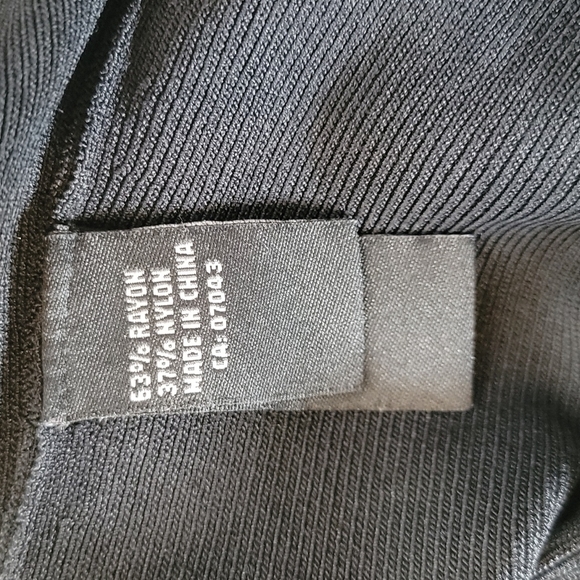 63% RAYON
37% NYLON
MADE IN CHINA
CA: 07043